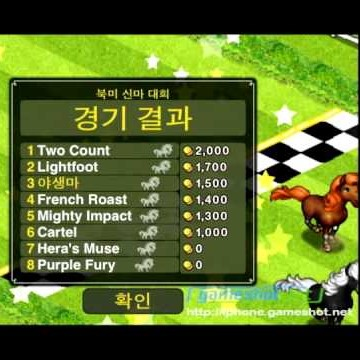 북미 신마 대회
경기 결과
1 Two Count 2,000
2 Lightfoot 1,700
3 야생마 1,500
4 French Roast 1,400
5 Mighty Impact 1,300
6 Cartel 1,000
7 Hera's Muse 0
8 Purple Fury 0
확인
gameshot
http://iphone.gameshot.net